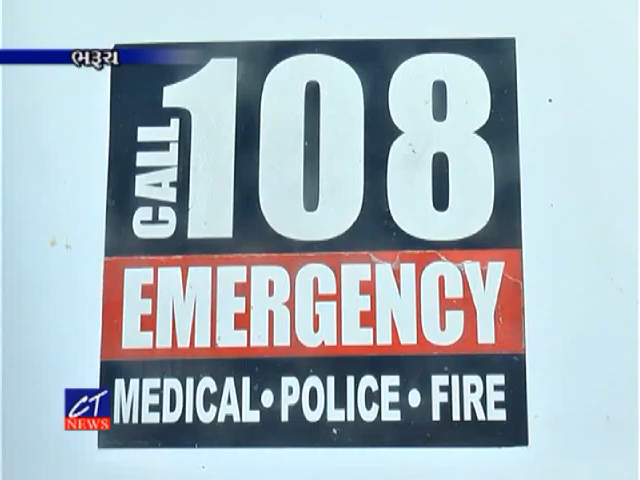 ભરૂચ
CALL 108
EMERGENCY
MEDICAL • POLICE • FIRE
CT
NEWS